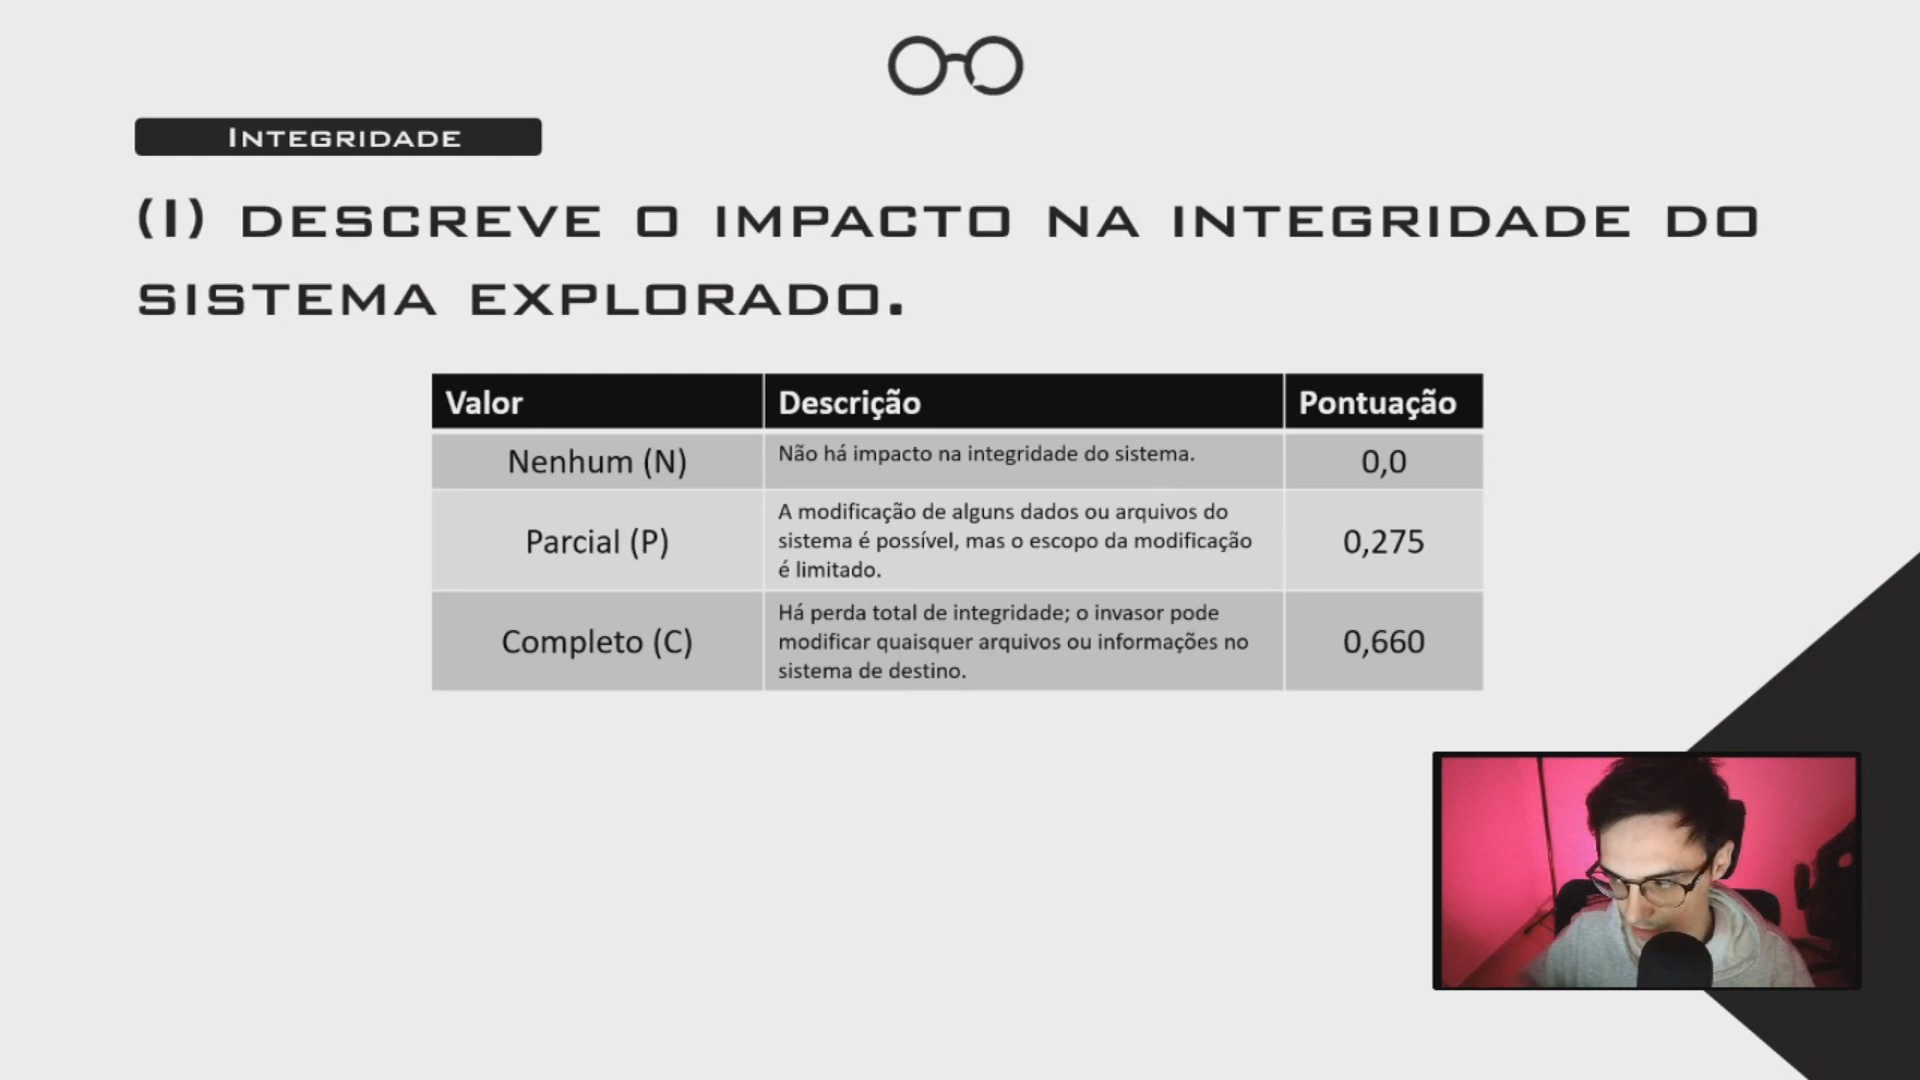 INTEGRIDADE
(I) DESCREVE O IMPACTO NA INTEGRIDADE DO
SISTEMA EXPLORADO.
Valor Descrição Pontuação
Nenhum (N) Não há impacto na integridade do sistema. 0,0
A modificação de alguns dados ou arquivos do
Parcial (P) sistema é possível, mas o escopo da modificação 0,275
é limitado.
Há perda total de integridade; o invasor pode
Completo (C) modificar quaisquer arquivos ou informações no 0,660
sistema de destino.